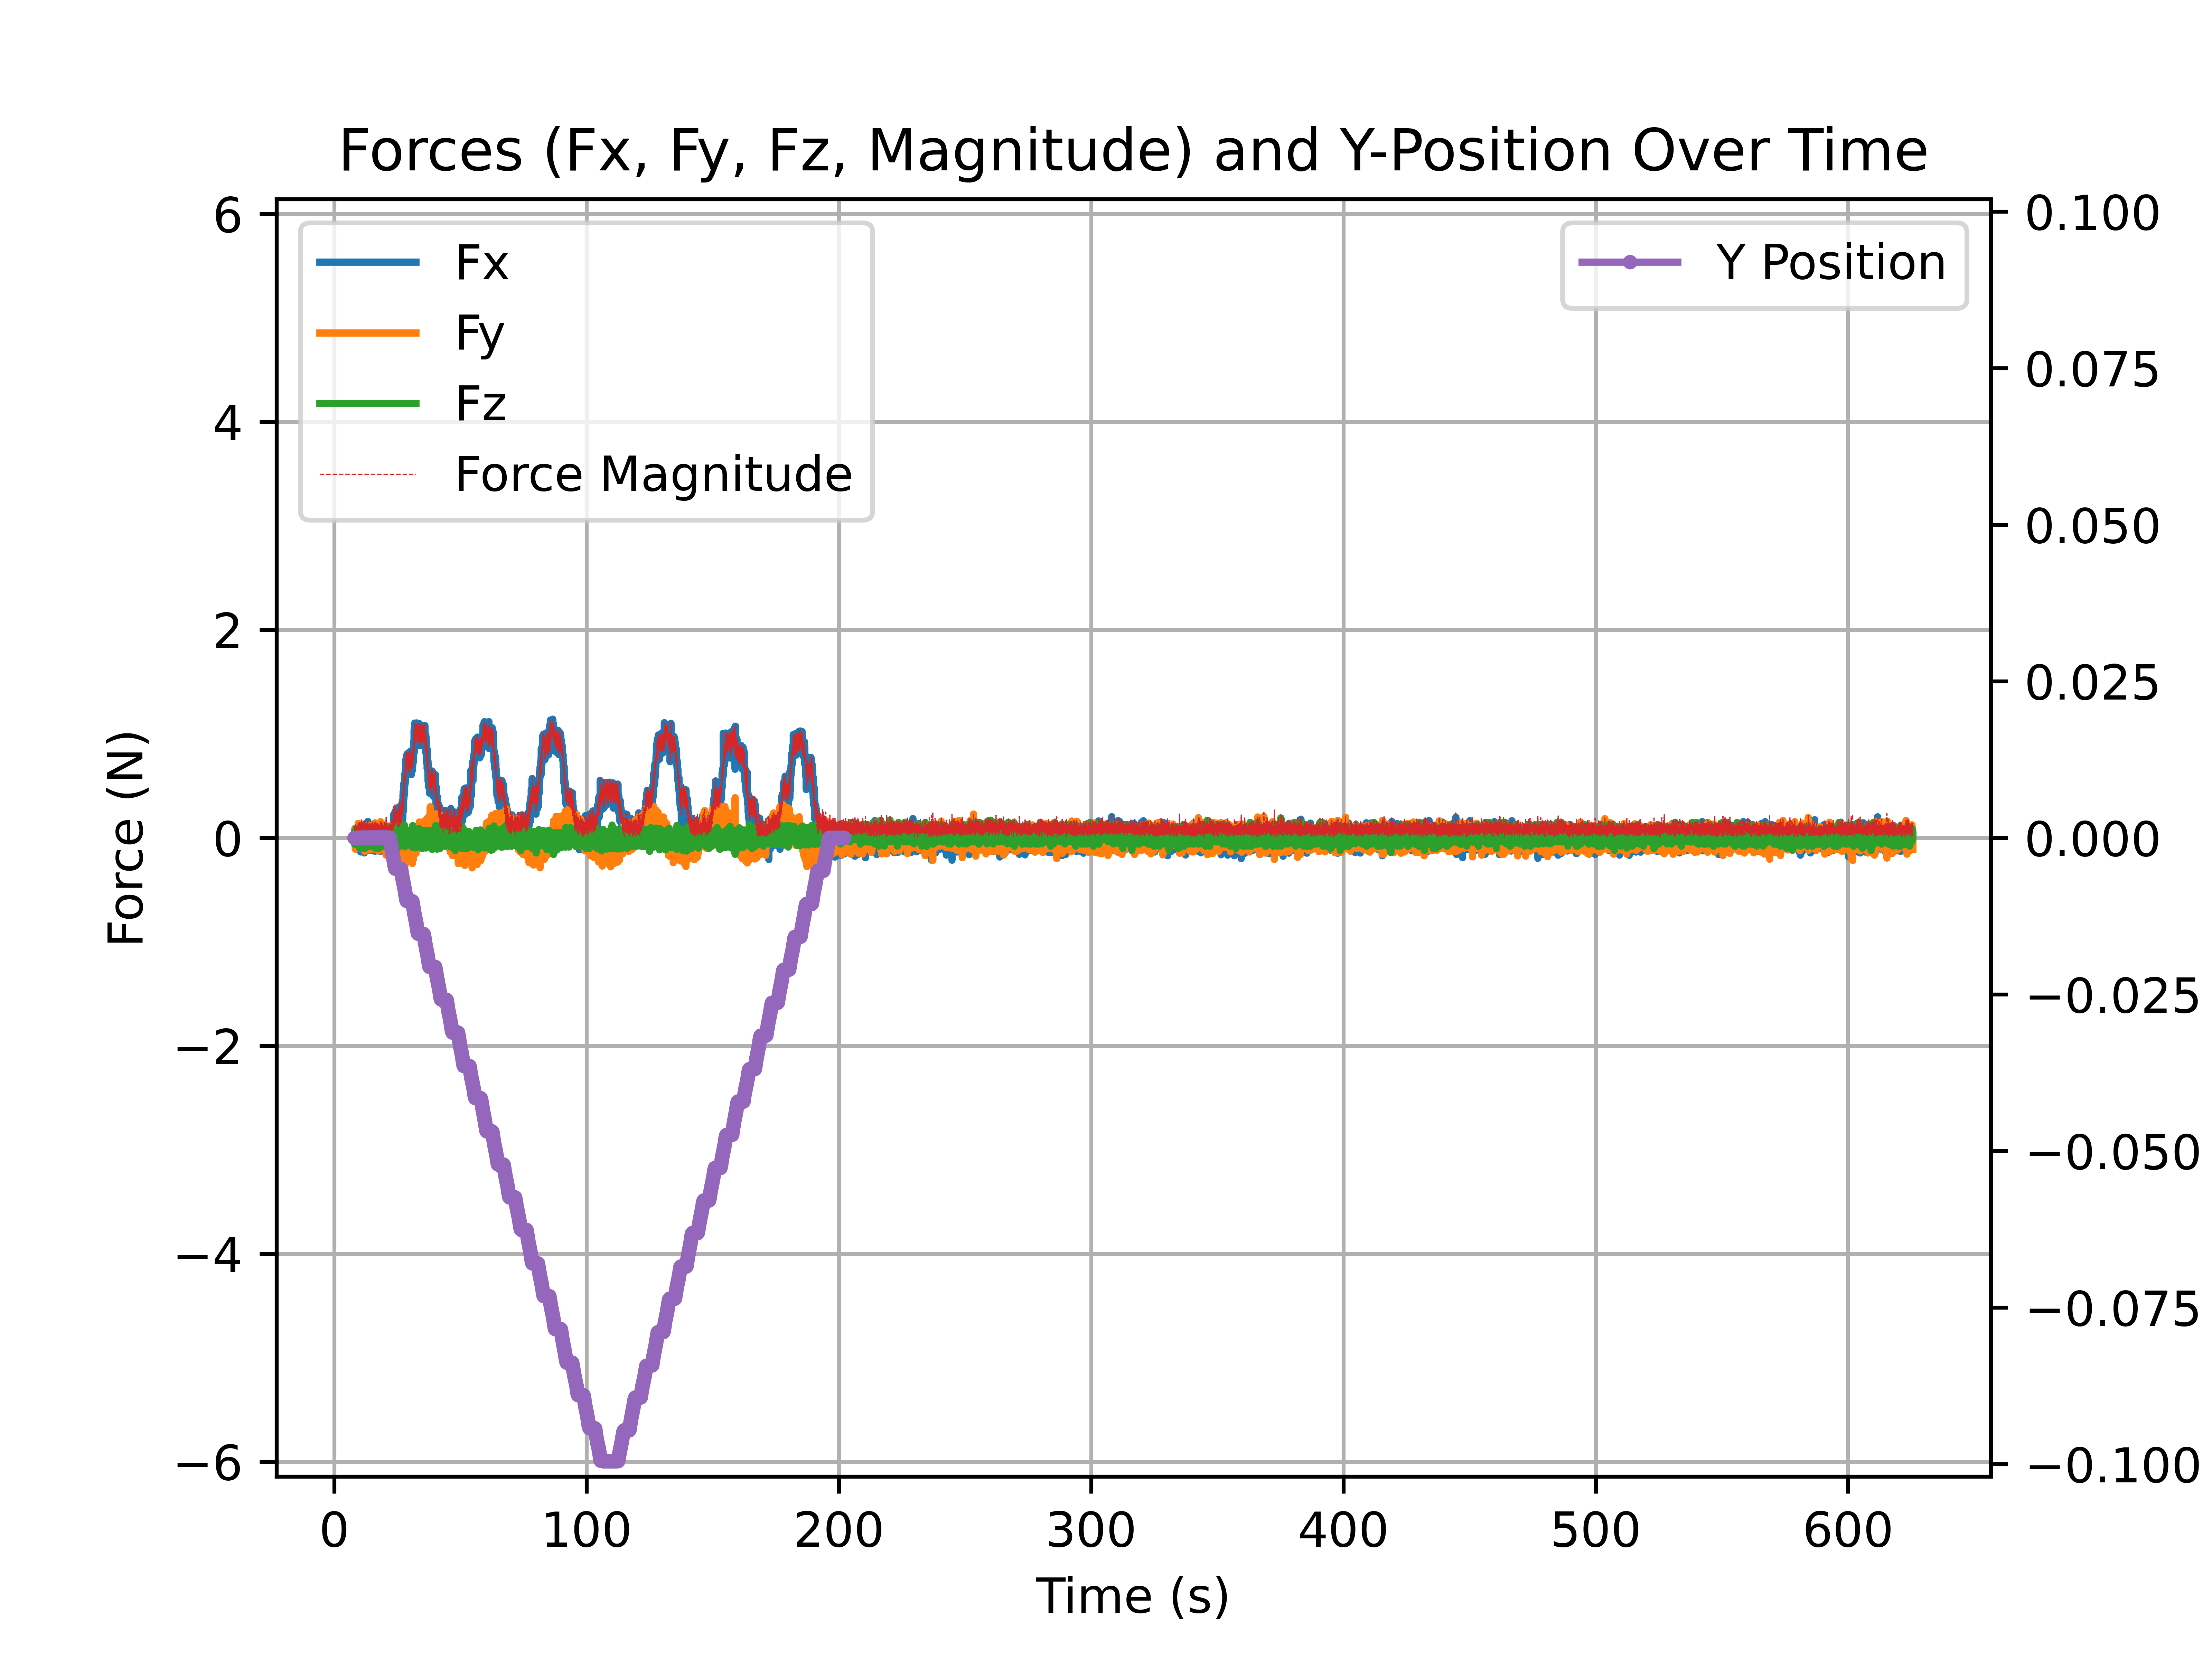 Forces (Fx, Fy, Fz, Magnitude) and Y-Position Over Time
Fx
Fy
Fz
Force Magnitude
Y Position
6
4
2
0
−2
−4
−6
Force (N)
0.100
0.075
0.050
0.025
0.000
−0.025
−0.050
−0.075
−0.100
0 100 200 300 400 500 600
Time (s)